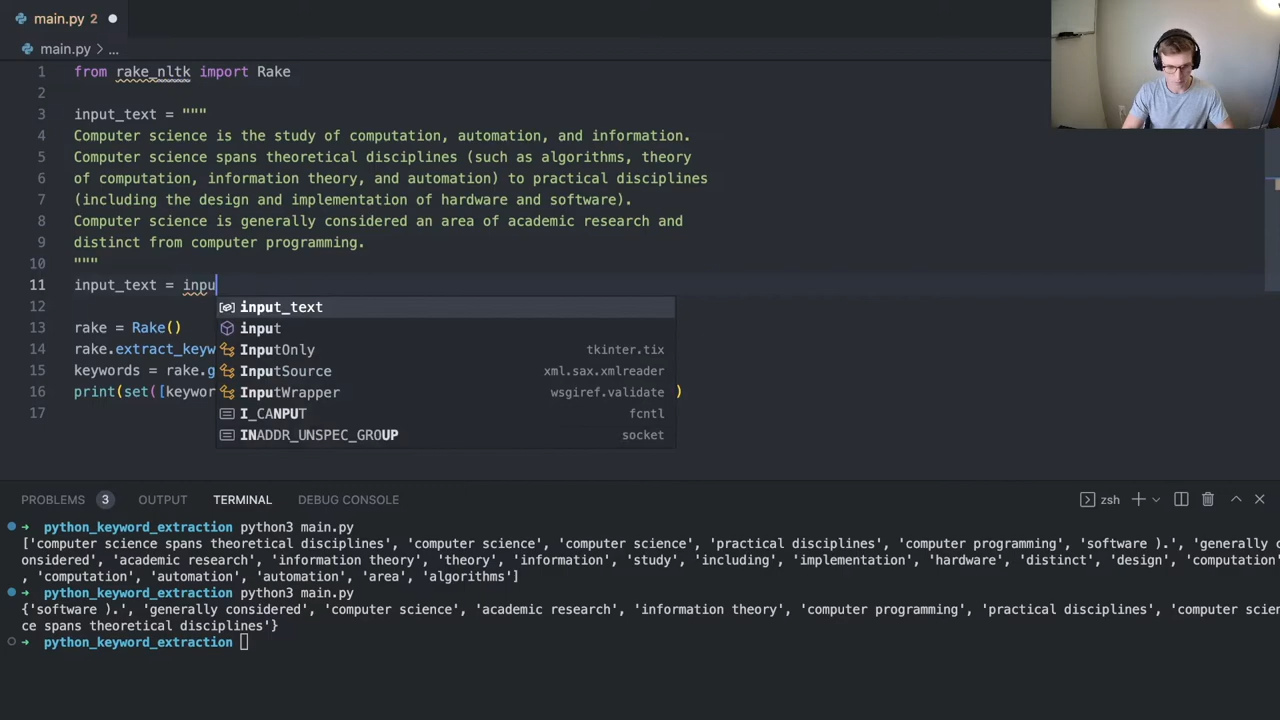 main.py 2
main.py > ...
1 from rake_nltk import Rake
2
3 input_text = """
4 Computer science is the study of computation, automation, and information.
5 Computer science spans theoretical disciplines (such as algorithms, theory
6 of computation, information theory, and automation) to practical disciplines
7 (including the design and implementation of hardware and software).
8 Computer science is generally considered an area of academic research and
9 distinct from computer programming.
10 """
11 input_text = inpu
input_text
12
input
13 rake = Rake()
InputOnly tkinter.tix
14 rake.extract_keyw
InputSource xml.sax.xmlreader
15 keywords = rake.g
InputWrapper wsgiref.validate
16 print(set([keywor )
I_CANPUT fcntl
17
INADDR_UNSPEC_GROUP socket
PROBLEMS 3 OUTPUT TERMINAL DEBUG CONSOLE zsh
→ python_keyword_extraction python3 main.py
['computer science spans theoretical disciplines', 'computer science', 'computer science', 'practical disciplines', 'computer programming', 'software ).', 'generally c
onsidered', 'academic research', 'information theory', 'theory', 'information', 'study', 'including', 'implementation', 'hardware', 'distinct', 'design', 'computation'
, 'computation', 'automation', 'automation', 'area', 'algorithms']
→ python_keyword_extraction python3 main.py
{'software ).', 'generally considered', 'computer science', 'academic research', 'information theory', 'computer programming', 'practical disciplines', 'computer scien
ce spans theoretical disciplines'}
→ python_keyword_extraction